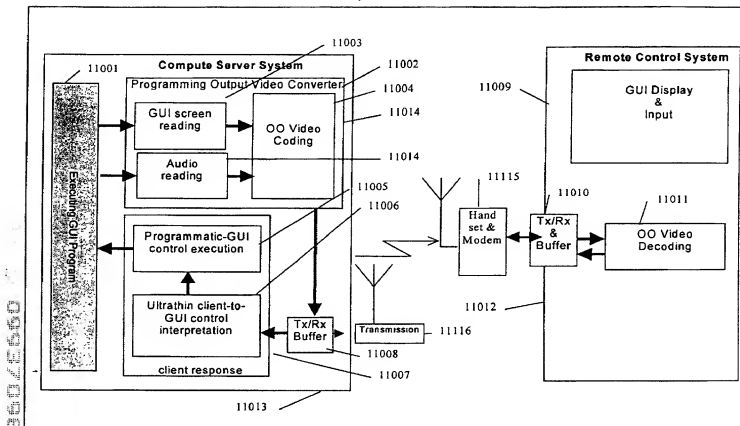 11003
Compute Server System
11001
11002
Programming Output Video Converter
11004
11014
GUI screen
reading
OO Video
Coding
Audio
reading
11014
11005
11006
Executing GUI Program
Programmatic-GUI
control execution
Ultrathin client-to-
GUI control
interpretation
client response
Tx/Rx
Buffer
11008
11007
11013
Transmission
11116
11115
Hand
set &
Modem
Remote Control System
11009
GUI Display
&
Input
11010
Tx/Rx
&
Buffer
11011
OO Video
Decoding
11012